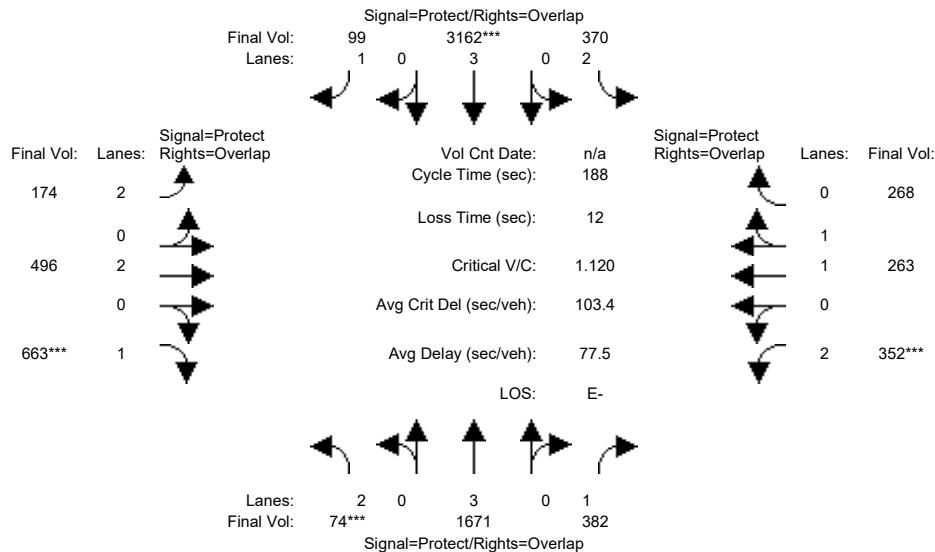 Signal=Protect/Rights=Overlap
Final Vol: 99 3162*** 370
Lanes: 1 0 3 0 2
Signal=Protect
Final Vol: Lanes: Rights=Overlap
Vol Cnt Date: n/a
Signal=Protect
Rights=Overlap Lanes: Final Vol:
Cycle Time (sec): 188
174 2
0 268
Loss Time (sec): 12
0
1
496 2
Critical V/C: 1.120
1 263
0
Avg Crit Del (sec/veh): 103.4
0
663*** 1
Avg Delay (sec/veh): 77.5
2 352***
LOS: E-
Lanes: 2 0 3 0 1
Final Vol: 74*** 1671 382
Signal=Protect/Rights=Overlap